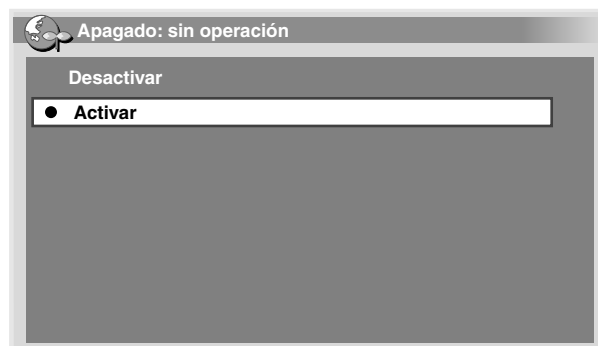 Apagado: sin operación
Desactivar
● Activar